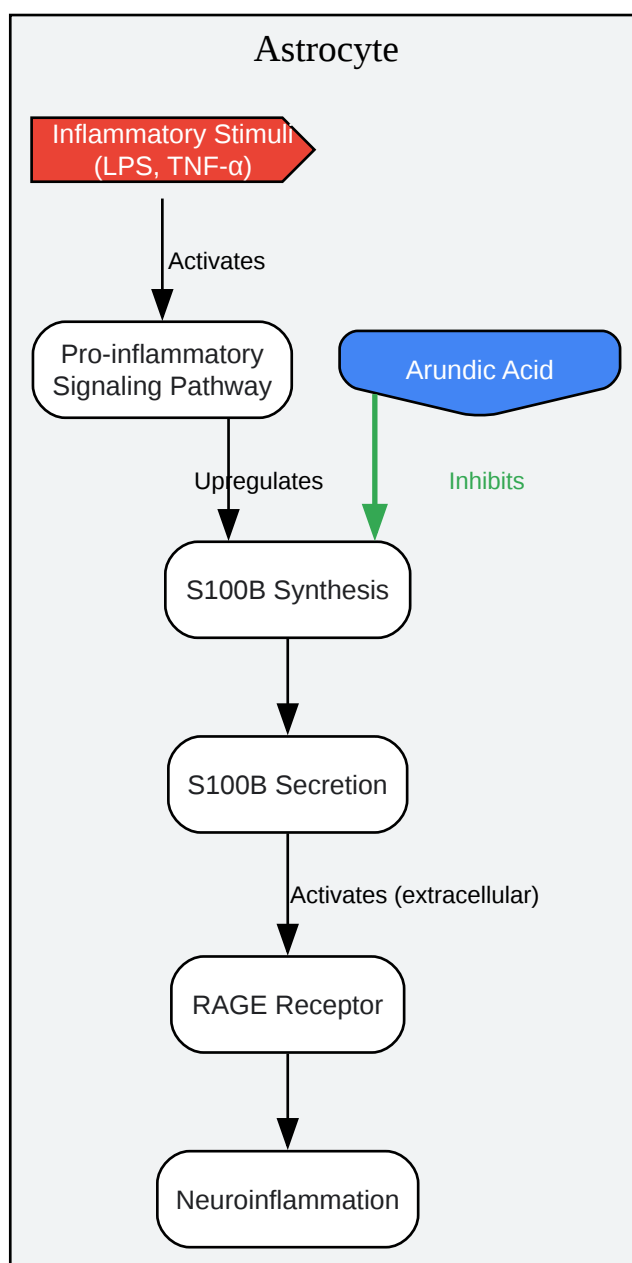 Astrocyte
Inflammatory Stimuli
(LPS, TNF-α)
Activates
Pro-inflammatory
Signaling Pathway
Arundic Acid
Upregulates
Inhibits
S100B Synthesis
S100B Secretion
Activates (extracellular)
RAGE Receptor
Neuroinflammation